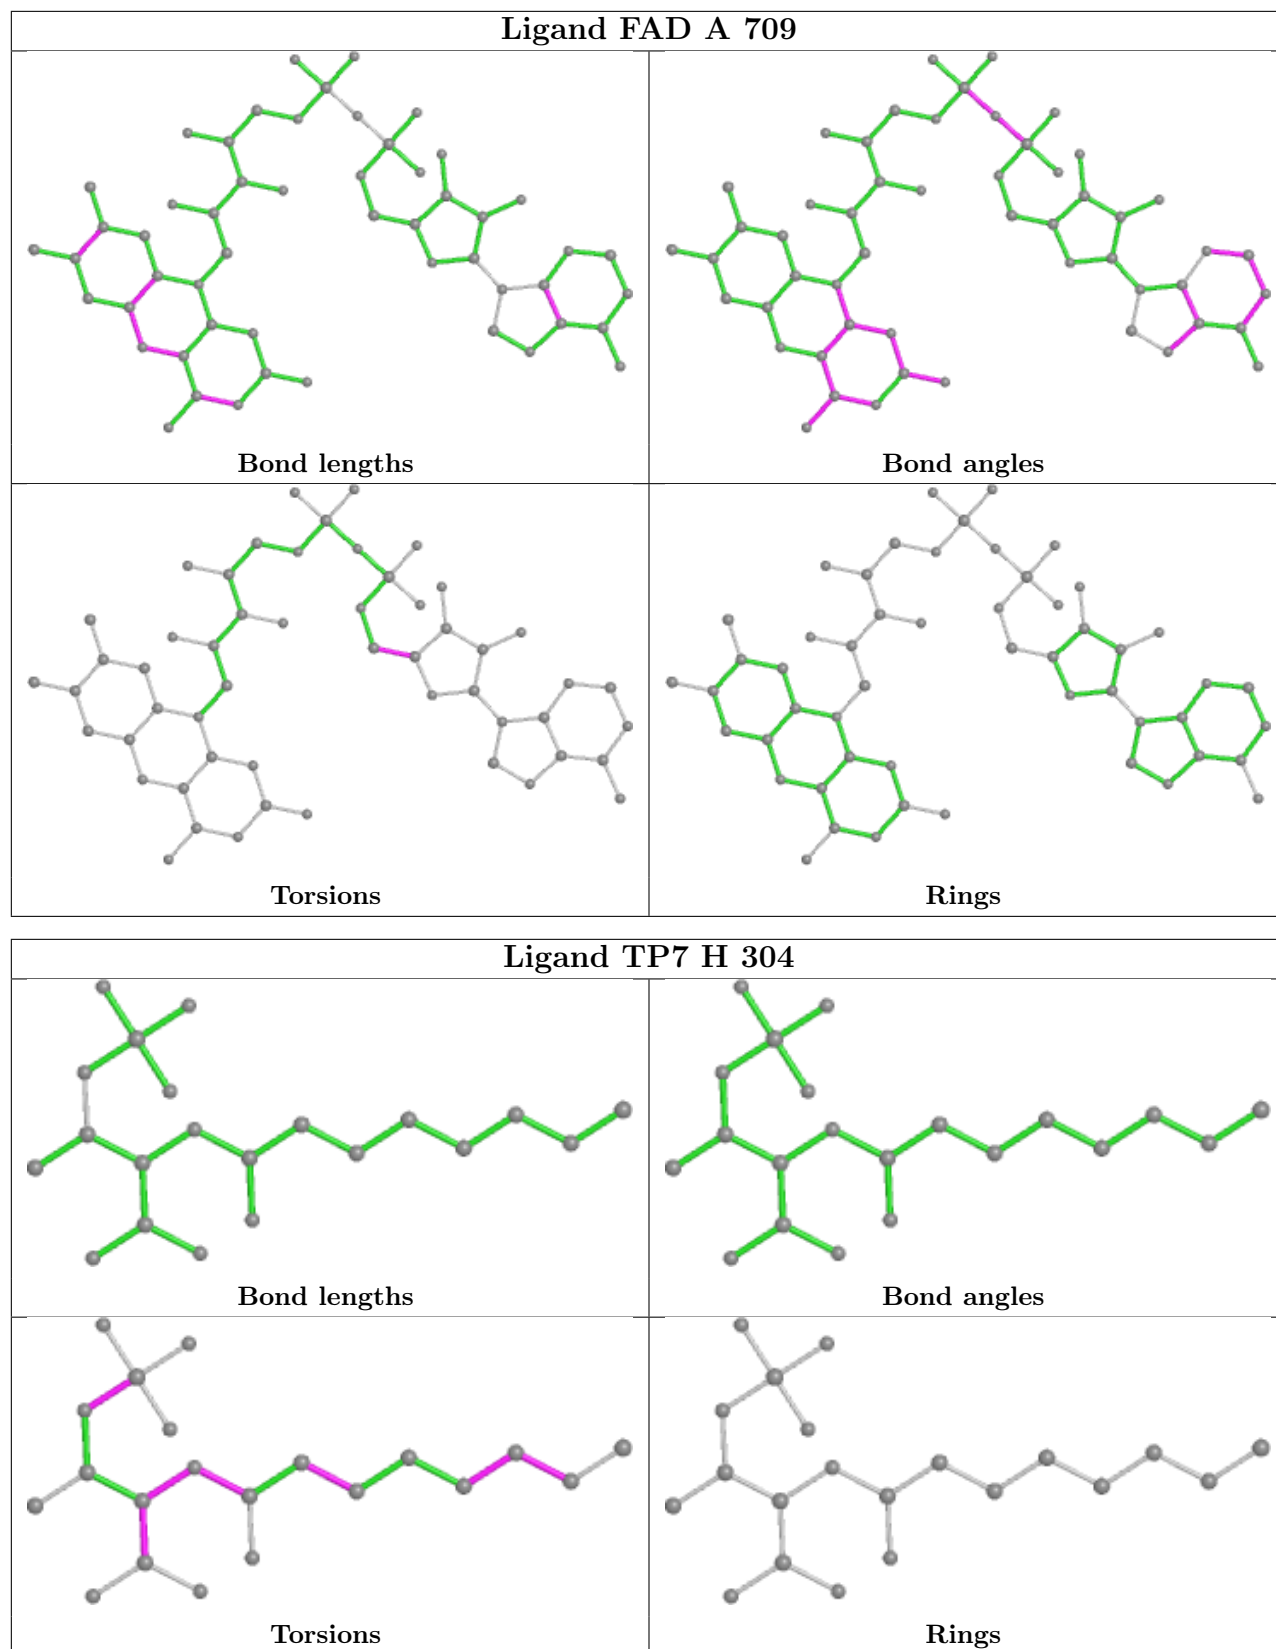 Ligand FAD A 709
Bond lengths
Bond angles
Torsions
Rings
Ligand TP7 H 304
Bond lengths
Bond angles
Torsions
Rings